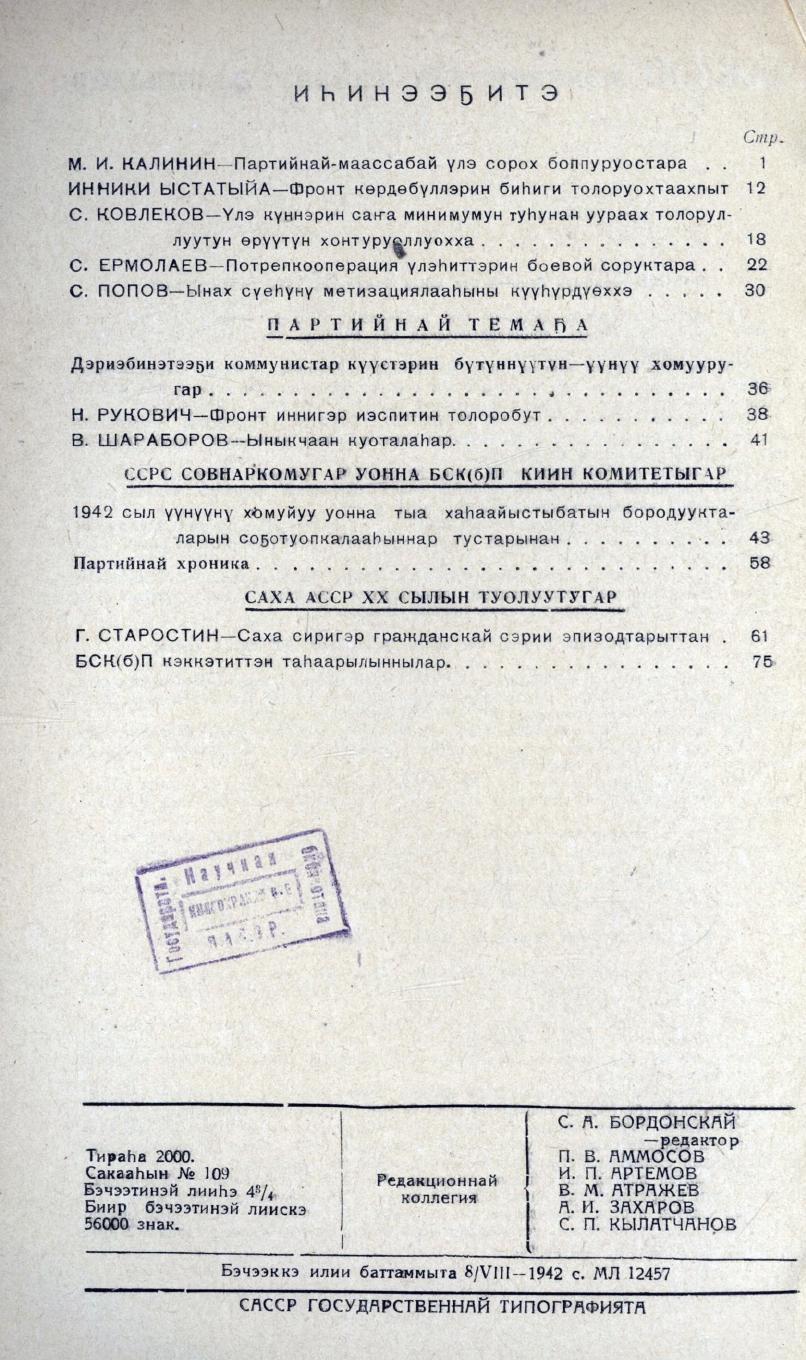 ИҺИНЭЭҔИТЭ
Стр.
М. И. КАЛИНИН—Партийнай-маассабай үлэ сорох боппуруостара . . 1
ИННИКИ ЫСТАТЫЙА—Фронт көрдөбүллэрин биһиги толоруохтаахпыт 12
С. КОВЛЕКОВ—Үлэ күннэрин саҥа минимумун туһунан уураах толорул-
луутун өрүүтүн хонтуруоллуохха . . . . . . . . . . . . . . . 18
С. ЕРМОЛАЕВ—Потрепкооперация үлэһиттэрин боевой соруктара . . 22
С. ПОПОВ—Ынах сүөһүнү метизациялааһыны күүһүрдүөххэ . . . . . 30
ПАРТИЙНАЙ ТЕМАҔА
Дэриэбинэтээҕи коммунистар күүстэрин бүтүннүүтүн—үүнүү хомууру-
гар . . . . . . . . . . . . . . . . . . . . . . . . . . . . . 36
Н. РУКОВИЧ—Фронт иннигэр иэспитин толоробут . . . . . . . . . . . 38
В. ШАРАБОРОВ—Ыныкчаан куоталаһар. . . . . . . . . . . . . . . . 41
ССРС СОВНАРКОМУГАР УОННА БСК(б)П КИИН КОМИТЕТЫГАР
1942 сыл үүнүүнү хомуйуу уонна тыа хаһаайыстыбатын бородуукта-
ларын соҕотуопкалааһыннар тустарынан . . . . . . . . . . 43
Партийнай хроника . . . . . . . . . . . . . . . . . . . . . . . . . . 58
САХА АССР XX СЫЛЫН ТУОЛУУТУГАР
Г. СТАРОСТИН—Саха сиригэр гражданскай сэрии эпизодтарыттан . 61
БСК(б)П кэккэтиттэн таһаарылынныLAр. . . . . . . . . . . . . . . . . 75
Государств.
Научная
КНИГОХРАН
Тираһа 2000.
Сакааһын № 109
Бэчээтинэй лииһэ 4³/₄
Биир бэчээтинэй лиискэ
56000 знак.
Редакционнай
коллегия
С. А. БОРДОНСКАЙ
—редактор
П. В. АММОСОВ
И. П. АРТЕМОВ
В. М. АТРАЖЕВ
А. И. ЗАХАРОВ
С. П. КЫЛАТЧАНОВ
Бэчээккэ илии баттаммыта 8/VIII—1942 с. МЛ 12457
САССР ГОСУДАРСТВЕННАЙ ТИПОГРАФИЯТА